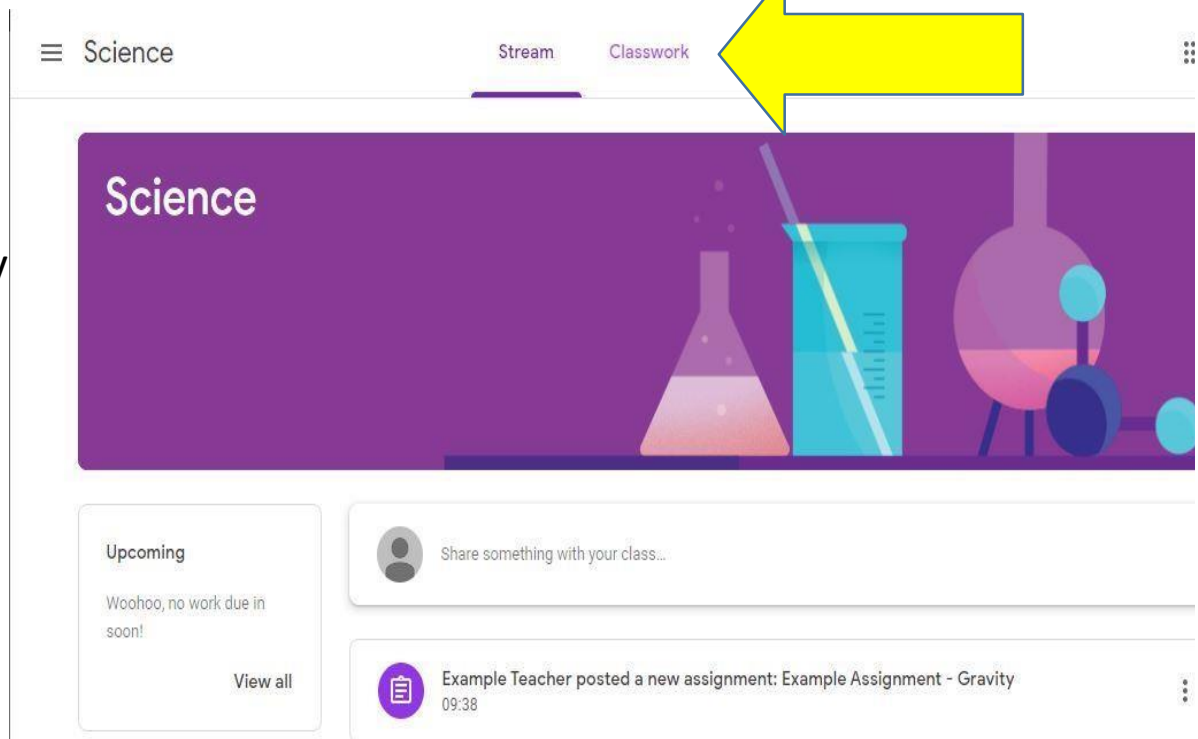 Science
Stream Classwork
Science
Upcoming
Woohoo, no work due in
soon!
View all
Share something with your class...
Example Teacher posted a new assignment: Example Assignment - Gravity
09:38